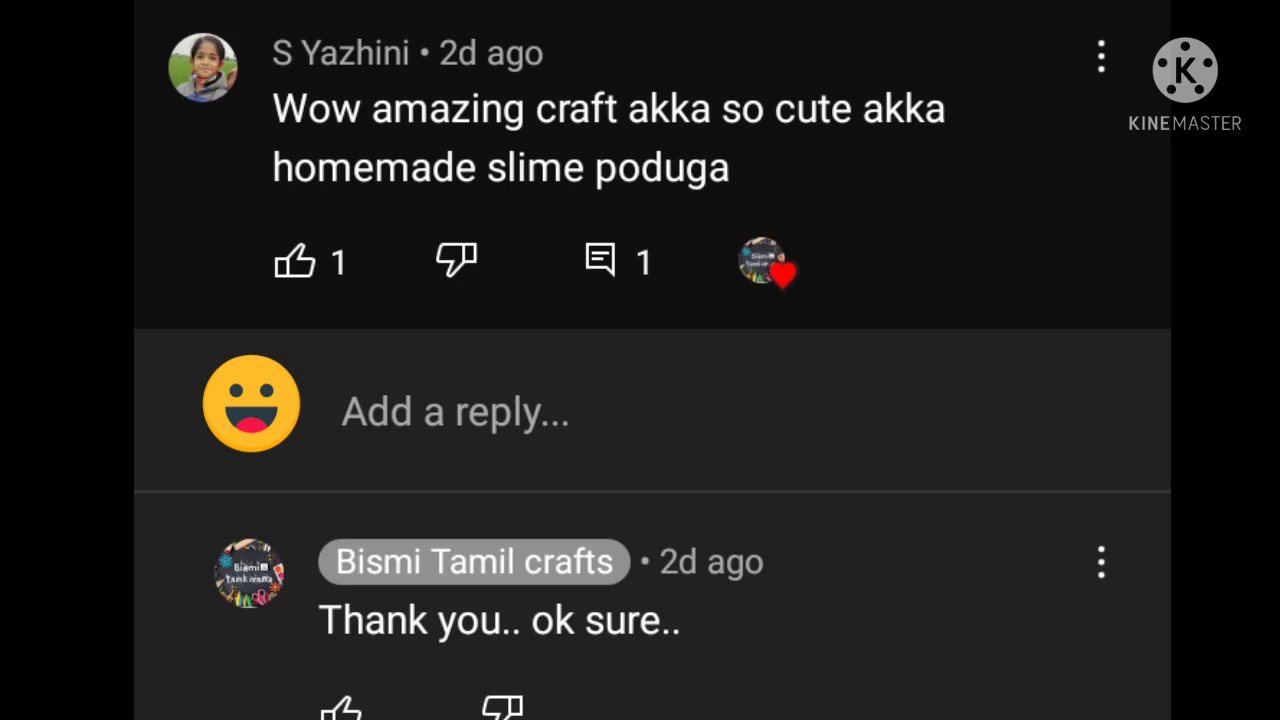 S Yazhini • 2d ago
Wow amazing craft akka so cute akka
homemade slime poduga
1
1
Add a reply...
Bismi Tamil crafts • 2d ago
Thank you.. ok sure..
K
KINEMASTER